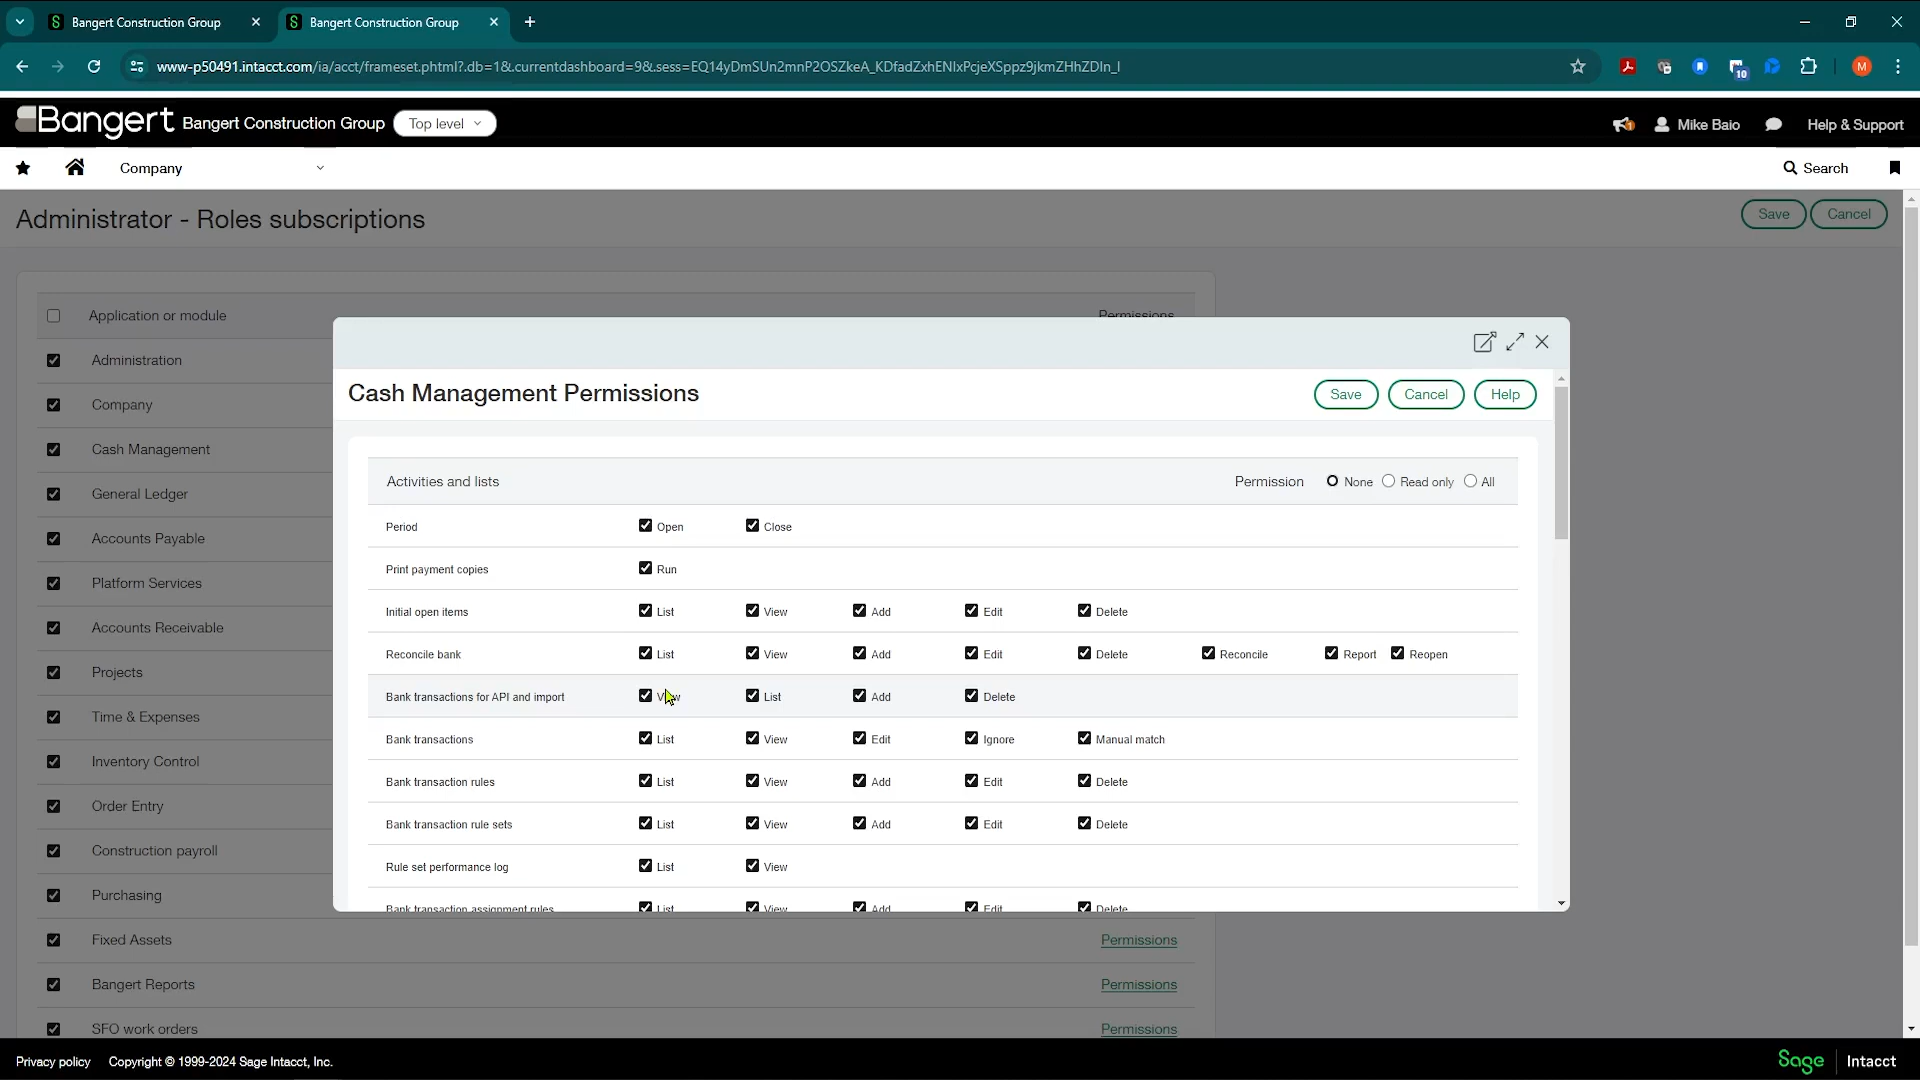 Bangert Construction Group
Bangert Construction Group
www-p50491.intacct.com/ia/acct/frameset.phtml?.db=1&.currentdashboard=9&.sess=EQ14yDmSUn2mnP2OSZkeA_KDfadZxhENIxPcjeXSppz9jkmZHhZDIn_I
10
M
Bangert Bangert Construction Group Top level
1 Mike Baio Help & Support
Company Search
Administrator - Roles subscriptions Save Cancel
Application or module Permissions
Administration
Company
Cash Management
General Ledger
Accounts Payable
Platform Services
Accounts Receivable
Projects
Time & Expenses
Inventory Control
Order Entry
Construction payroll
Purchasing
Fixed Assets Permissions
Bangert Reports Permissions
SFO work orders Permissions
Cash Management Permissions Save Cancel Help
Activities and lists Permission None Read only All
Period Open Close
Print payment copies Run
Initial open items List View Add Edit Delete
Reconcile bank List View Add Edit Delete Reconcile Report Reopen
Bank transactions for API and import View List Add Delete
Bank transactions List View Edit Ignore Manual match
Bank transaction rules List View Add Edit Delete
Bank transaction rule sets List View Add Edit Delete
Rule set performance log List View
Bank transaction assignment rules List View Add Edit Delete
Privacy policy Copyright © 1999-2024 Sage Intacct, Inc.
Sage Intacct